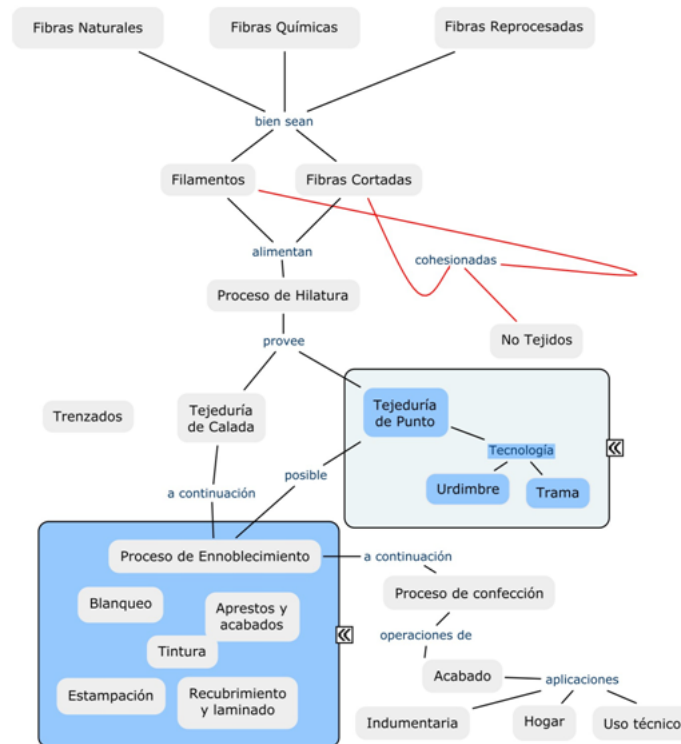 Fibras Naturales
Fibras Químicas
Fibras Reprocesadas
bien sean
Filamentos
Fibras Cortadas
alimentan
cohesionadas
Proceso de Hilatura
No Tejidos
provee
Trenzados
Tejeduría
de Calada
Tejeduría
de Punto
Tecnología
Urdimbre
Trama
posible
a continuación
Proceso de Ennoblecimiento
a continuación
Blanqueo
Aprestos y
acabados
Tintura
Estampación
Recubrimiento
y laminado
Proceso de confección
operaciones de
Acabado
aplicaciones
Indumentaria
Hogar
Uso técnico